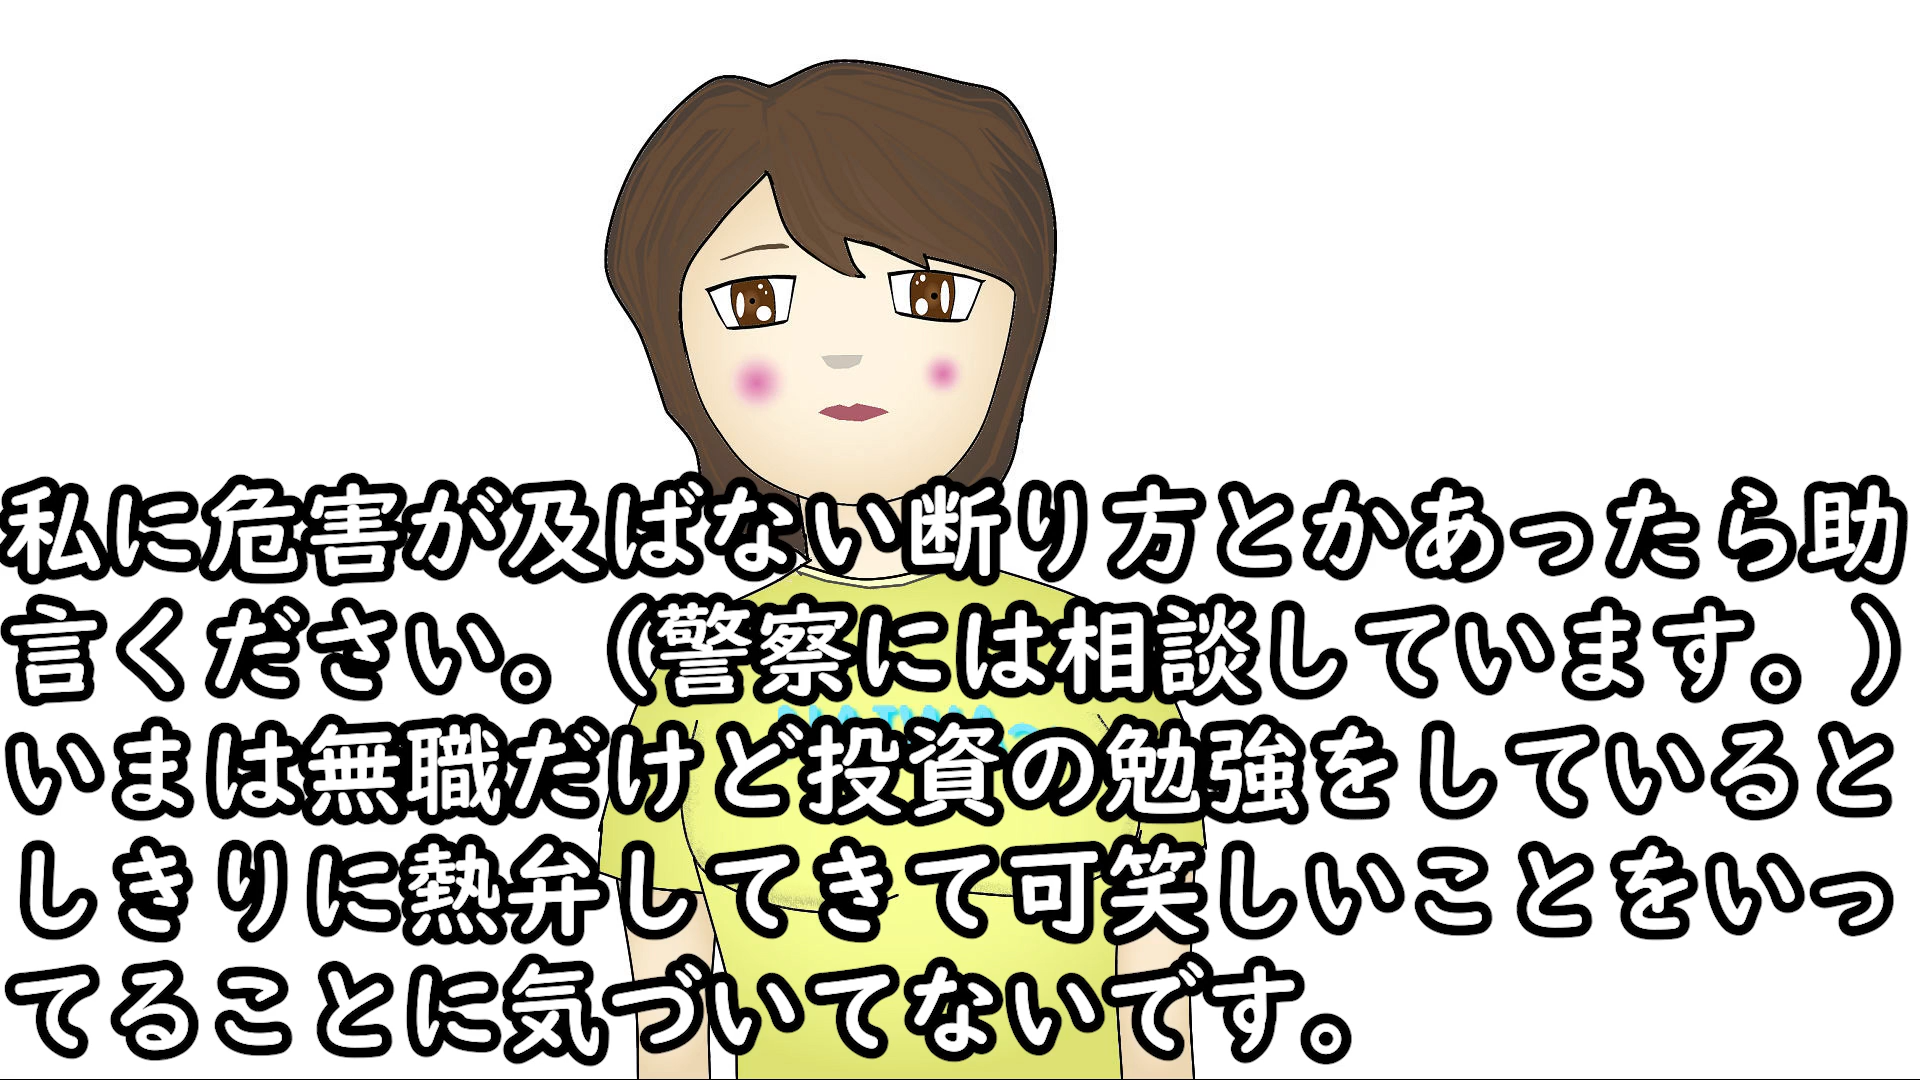 私に危害が及ばない断り方とかあったら助
言ください。（警察には相談しています。）
いまは無職だけど投資の勉強をしていると
しきりに熱弁してきて可笑しいことをいっ
てることに気づいてないです。